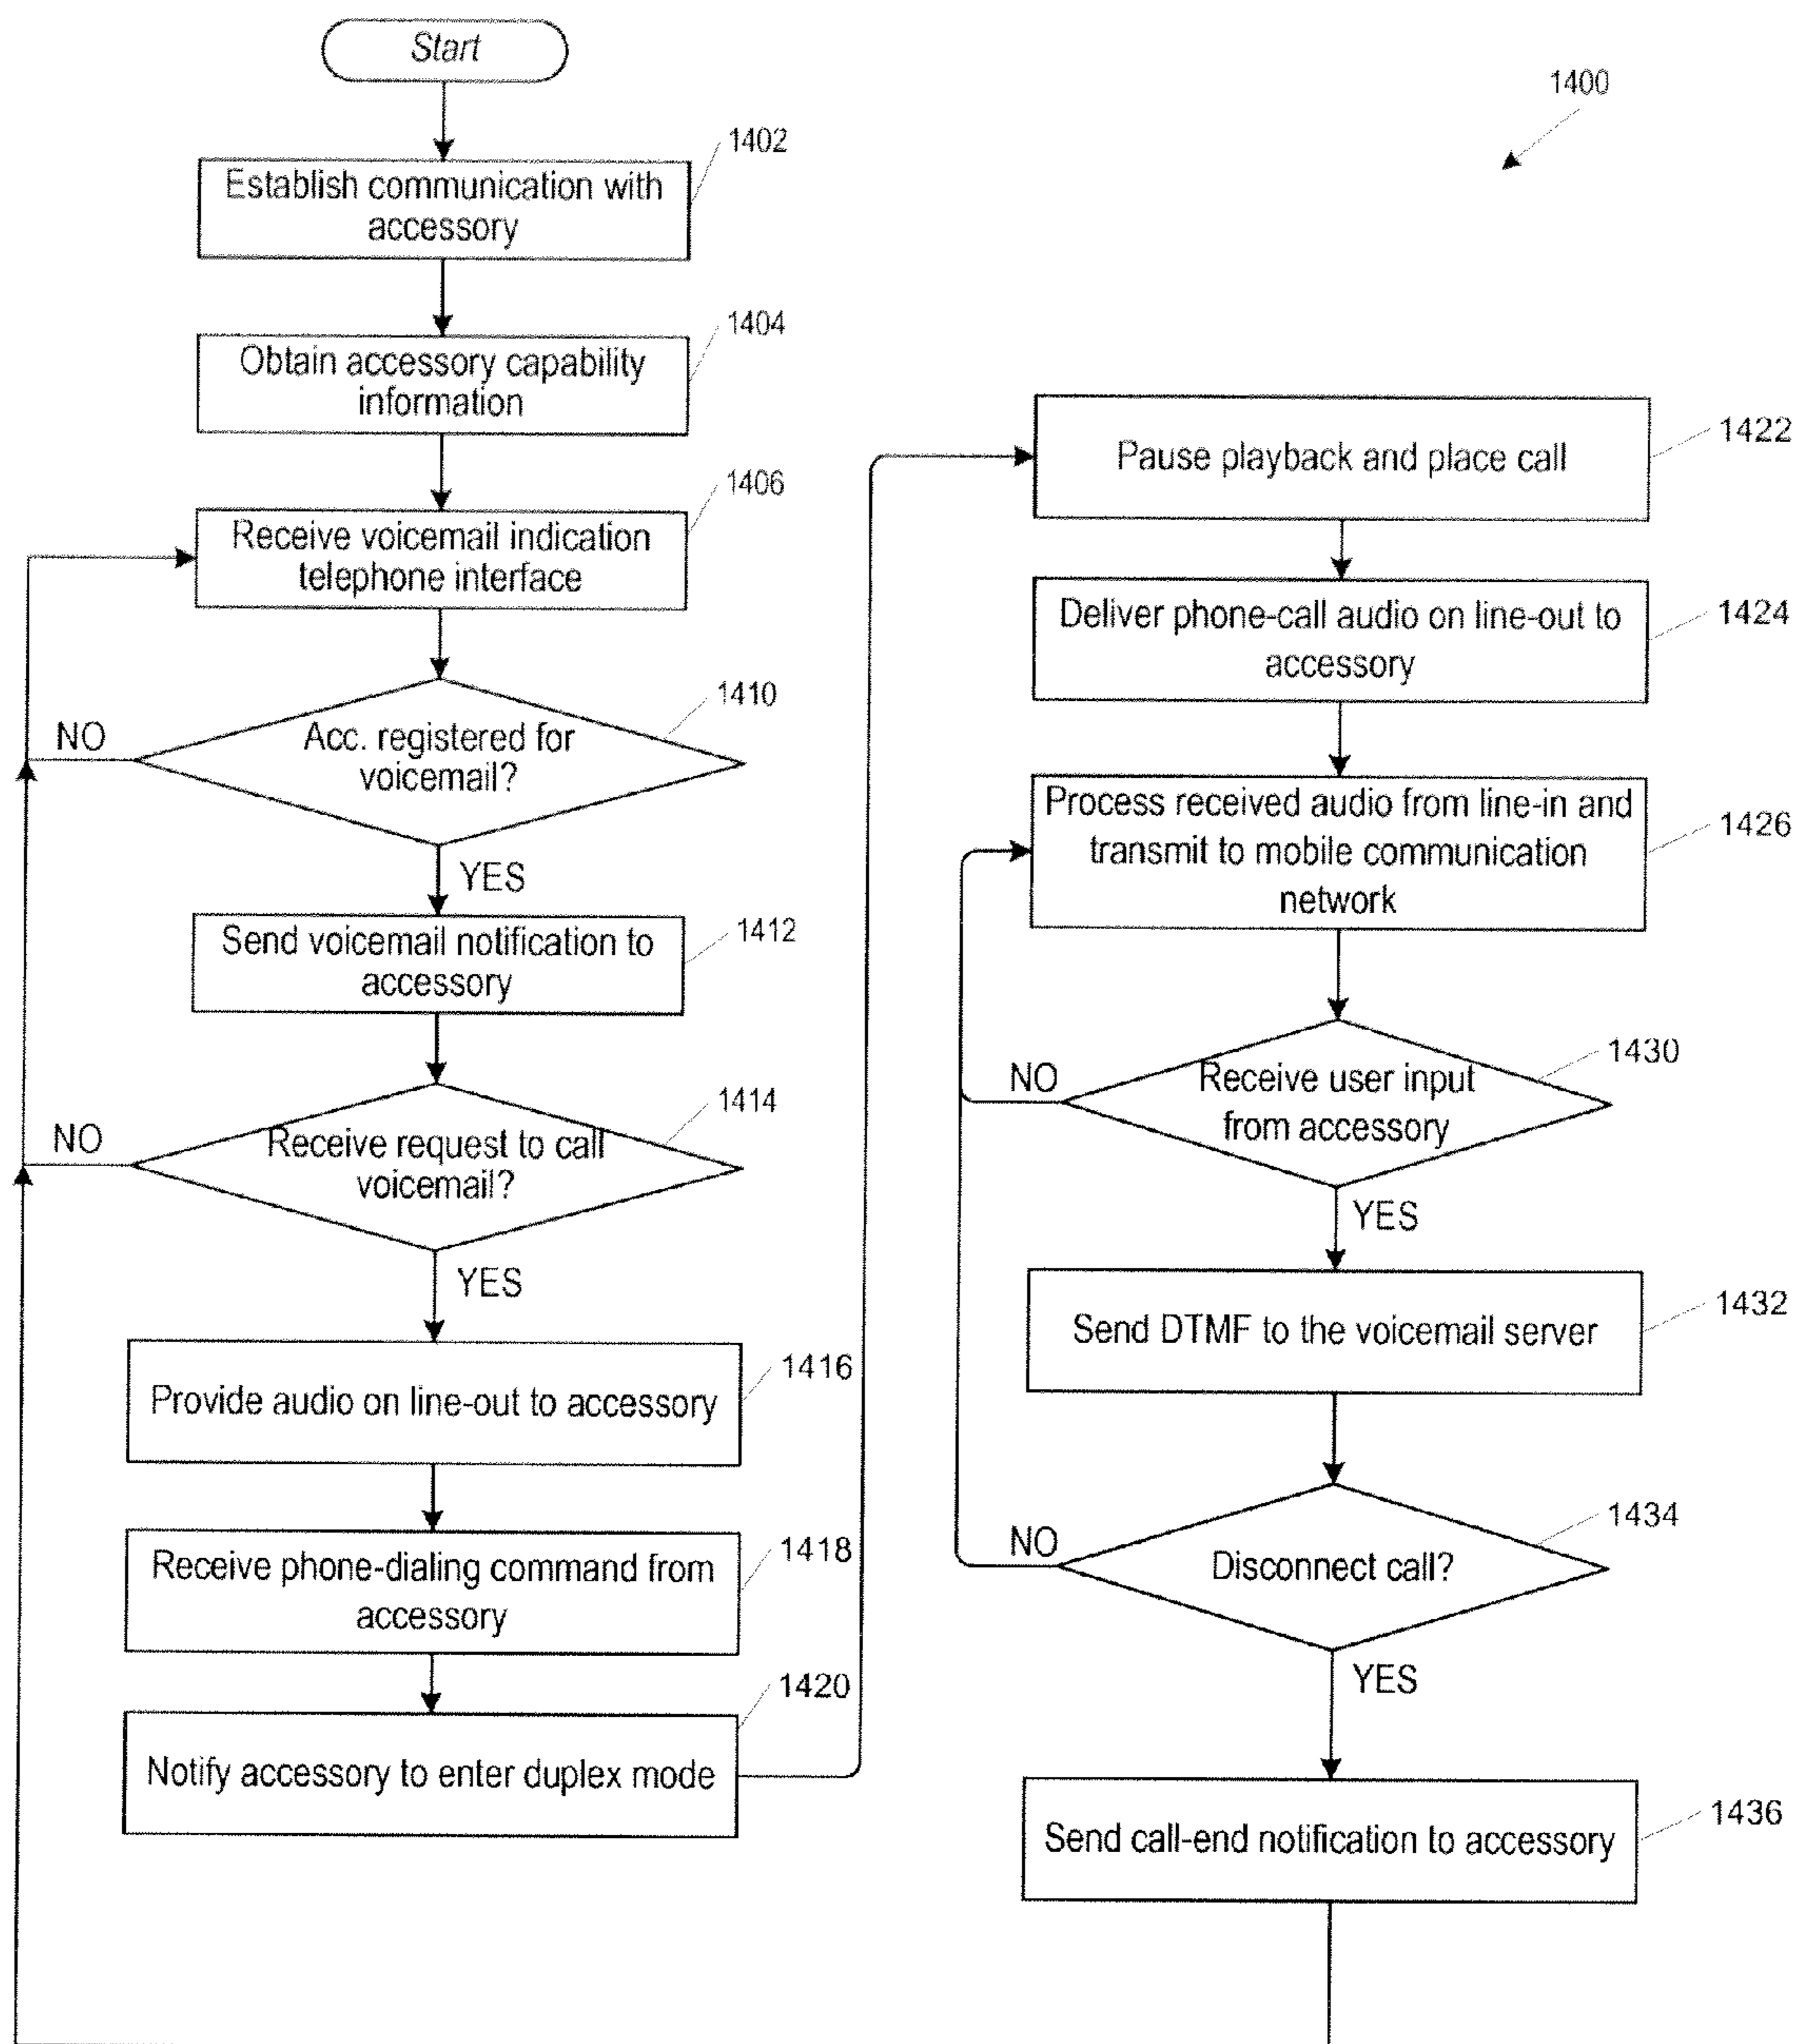 Start
1400
1402
Establish communication with
accessory
1404
Obtain accessory capability
information
1406
Receive voicemail indication
telephone interface
1410
Acc. registered for
voicemail?
NO
YES
1412
Send voicemail notification to
accessory
1414
Receive request to call
voicemail?
NO
YES
1416
Provide audio on line-out to accessory
1418
Receive phone-dialing command from
accessory
1420
Notify accessory to enter duplex mode
1422
Pause playback and place call
1424
Deliver phone-call audio on line-out to
accessory
1426
Process received audio from line-in and
transmit to mobile communication
network
1430
Receive user input
from accessory
NO
YES
1432
Send DTMF to the voicemail server
1434
Disconnect call?
NO
YES
1436
Send call-end notification to accessory